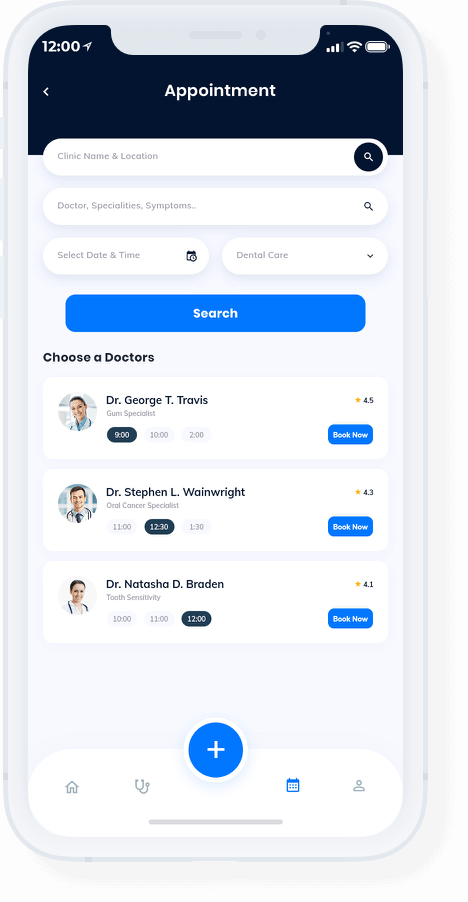 12:00
Appointment
Clinic Name & Location
Doctor, Specialities, Symptoms..
Select Date & Time
Dental Care
Search
Choose a Doctors
Dr. George T. Travis
4.5
Gum Specialist
9:00 10:00 2:00
Book Now
Dr. Stephen L. Wainwright
4.3
Oral Cancer Specialist
11:00 12:30 1:30
Book Now
Dr. Natasha D. Braden
4.1
Tooth Sensitivity
10:00 11:00 12:00
Book Now